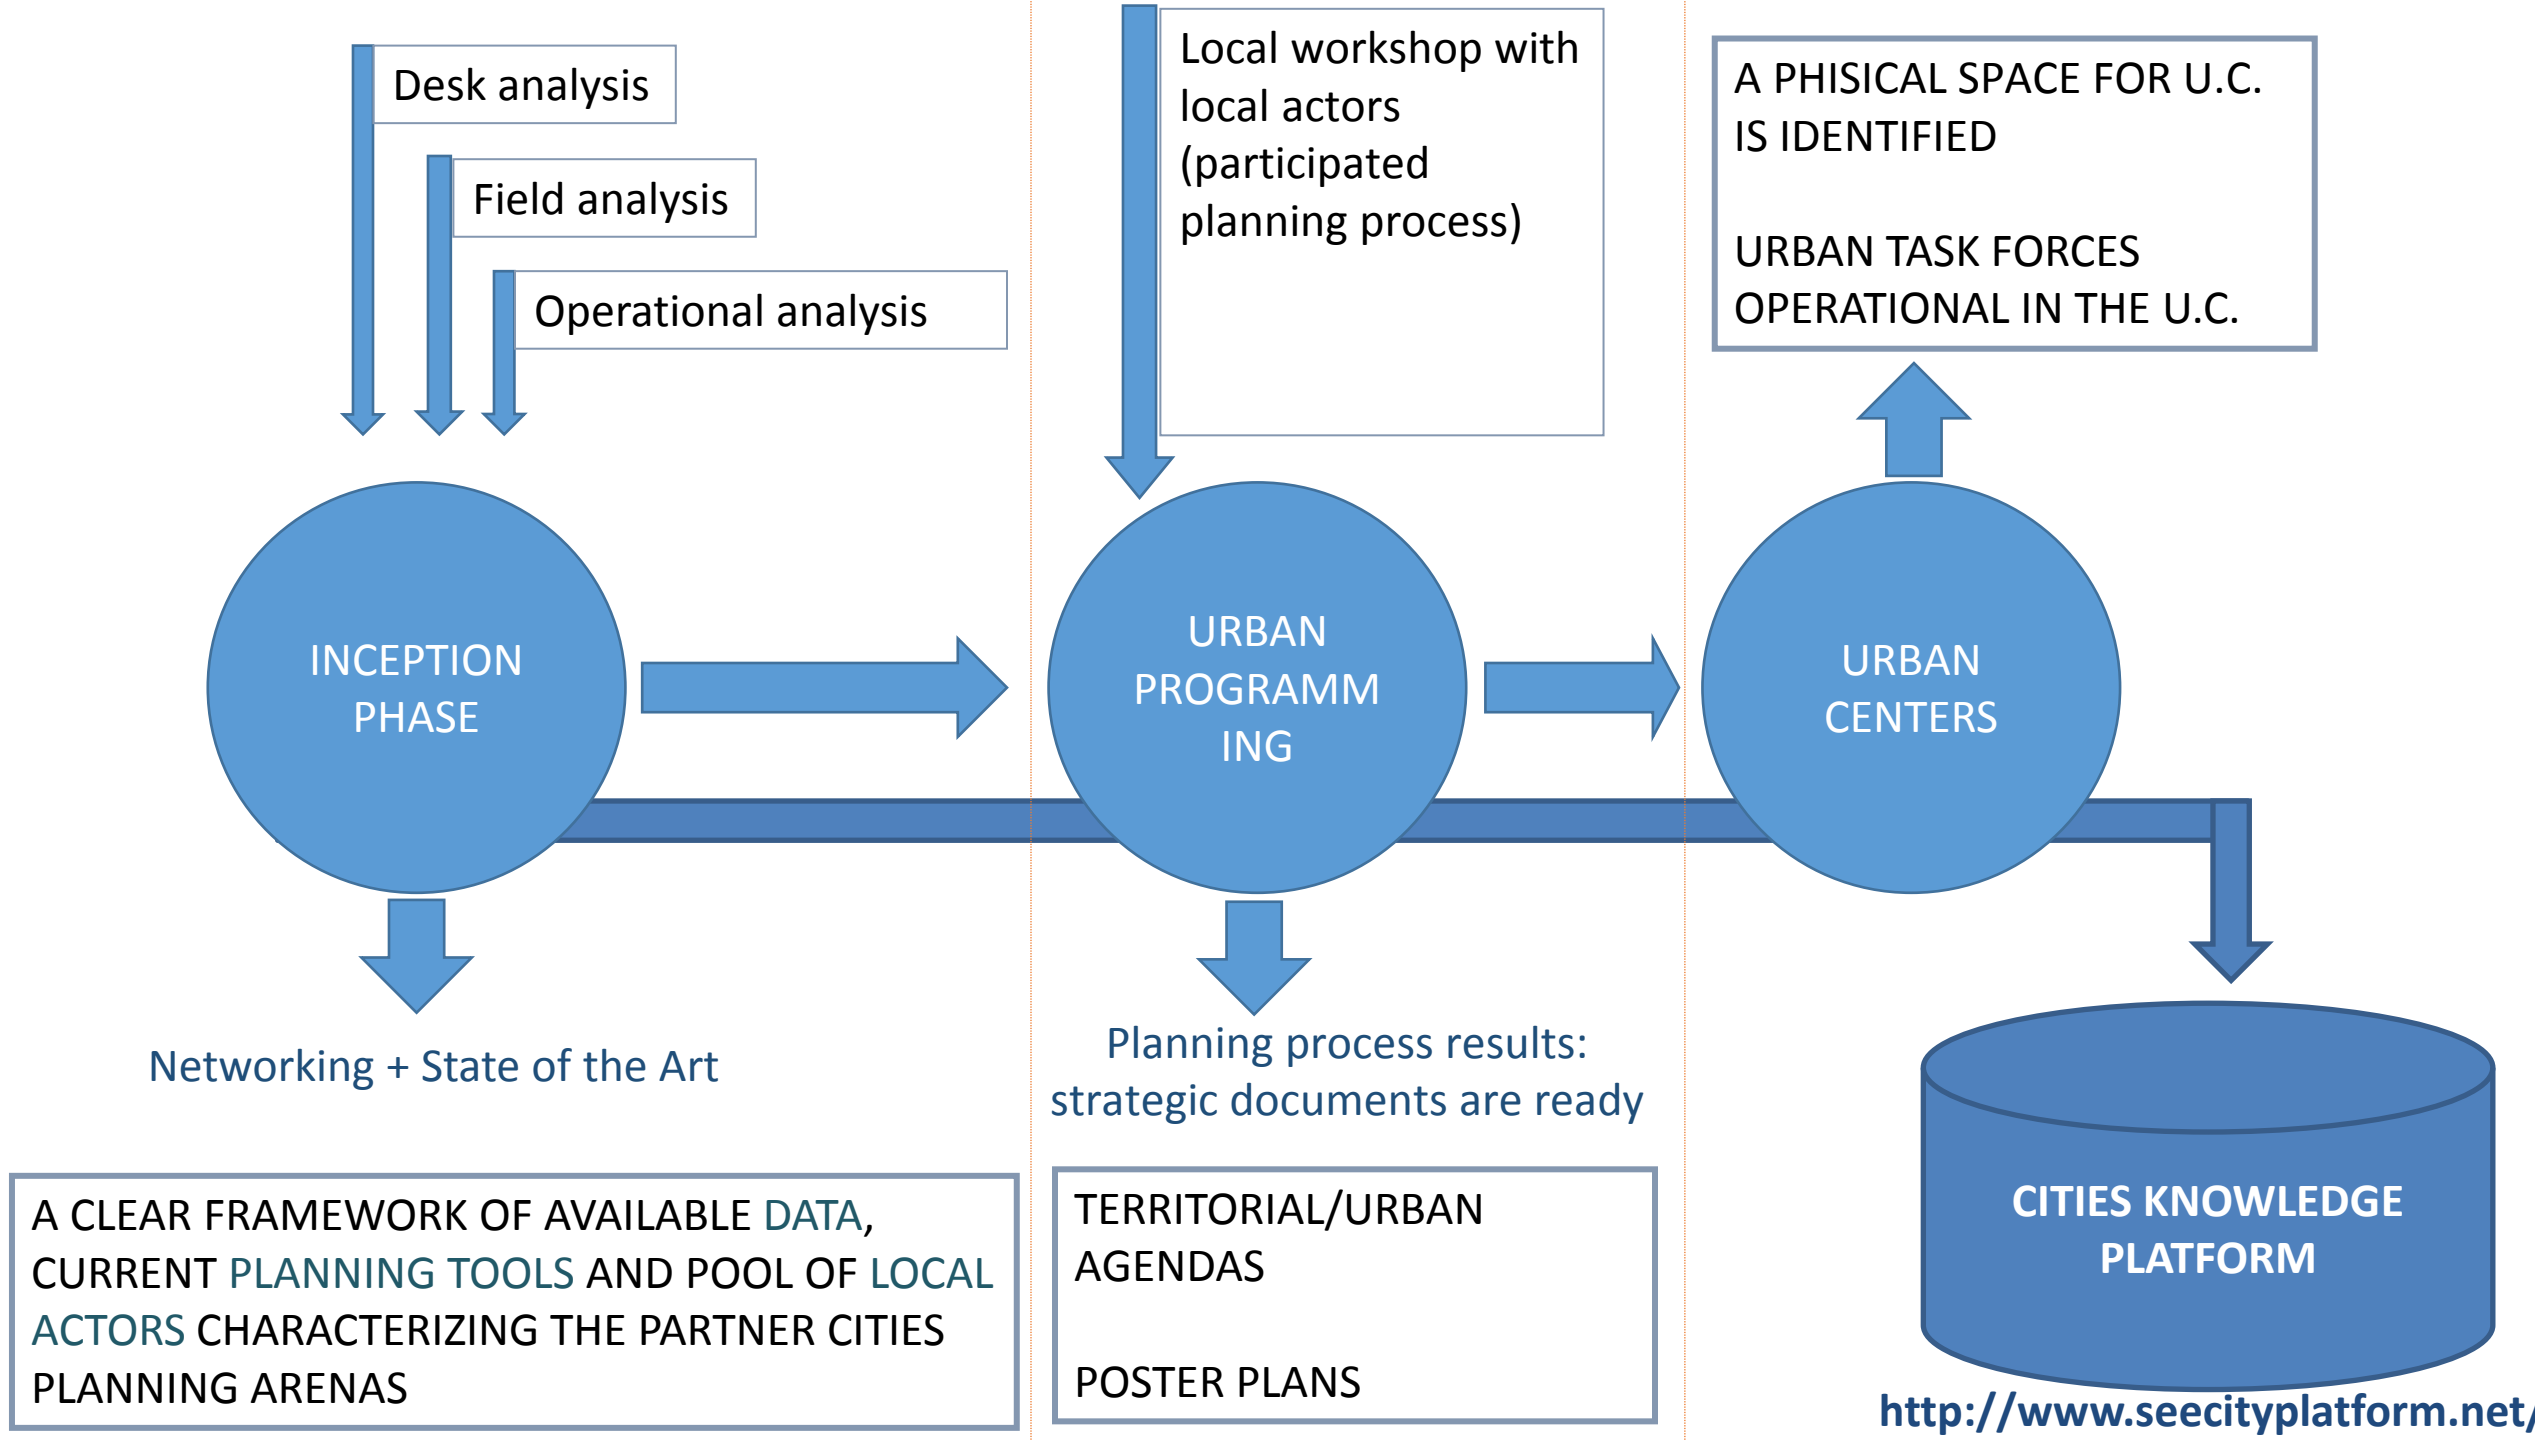 Desk analysis
Field analysis
Operational analysis
INCEPTION
PHASE
Networking + State of the Art
A CLEAR FRAMEWORK OF AVAILABLE DATA,
CURRENT PLANNING TOOLS AND POOL OF LOCAL
ACTORS CHARACTERIZING THE PARTNER CITIES
PLANNING ARENAS
Local workshop with
local actors
(participated
planning process)
URBAN
PROGRAMM
ING
Planning process results:
strategic documents are ready
TERRITORIAL/URBAN
AGENDAS
POSTER PLANS
A PHISICAL SPACE FOR U.C.
IS IDENTIFIED
URBAN TASK FORCES
OPERATIONAL IN THE U.C.
URBAN
CENTERS
CITIES KNOWLEDGE
PLATFORM
http://www.seecityplatform.net/